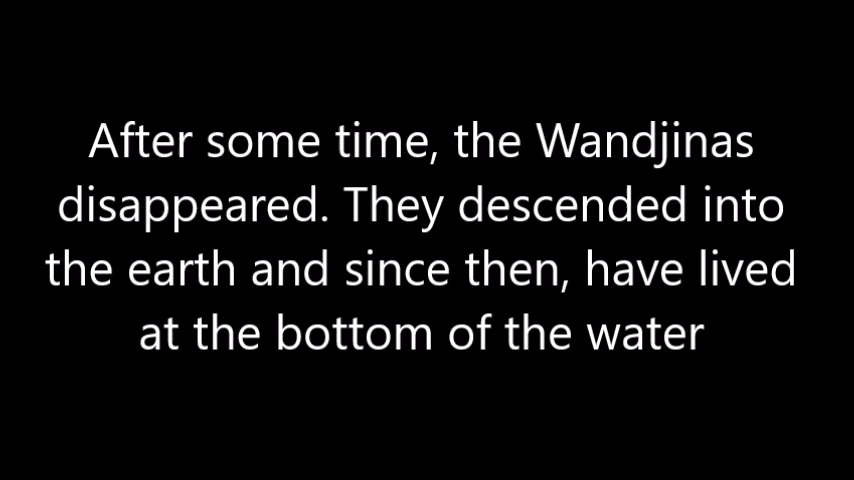 After some time, the Wandjinas
disappeared. They descended into
the earth and since then, have lived
at the bottom of the water